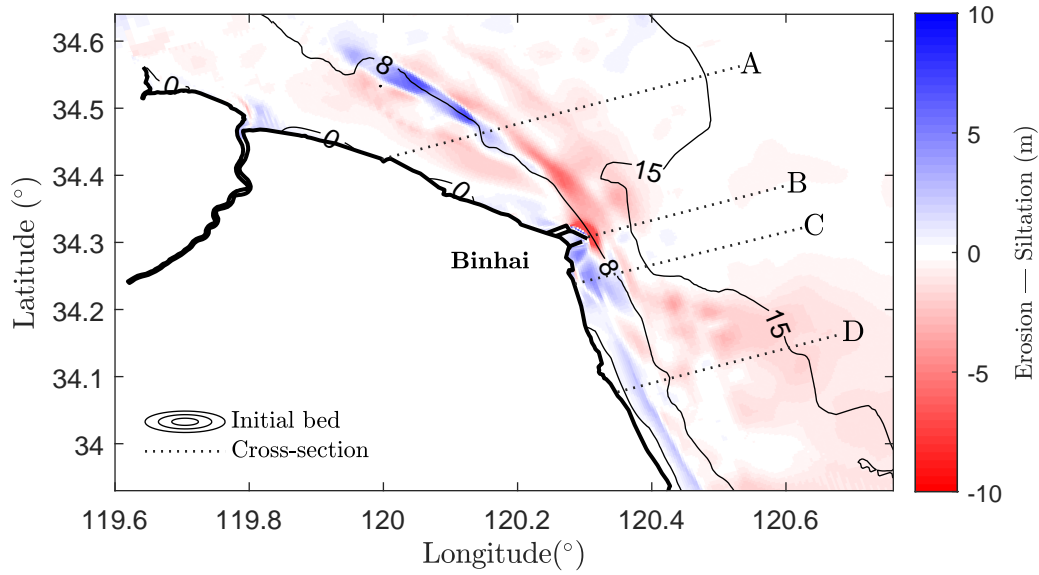 34.6
34.5
34.4
34.3
34.2
34.1
34
Latitude (°)
119.6
119.8
120
120.2
120.4
120.6
Longitude(°)
0
0
0
8
8
15
15
A
B
C
D
Binhai
Initial bed
Cross-section
10
5
0
-5
-10
Erosion — Siltation (m)